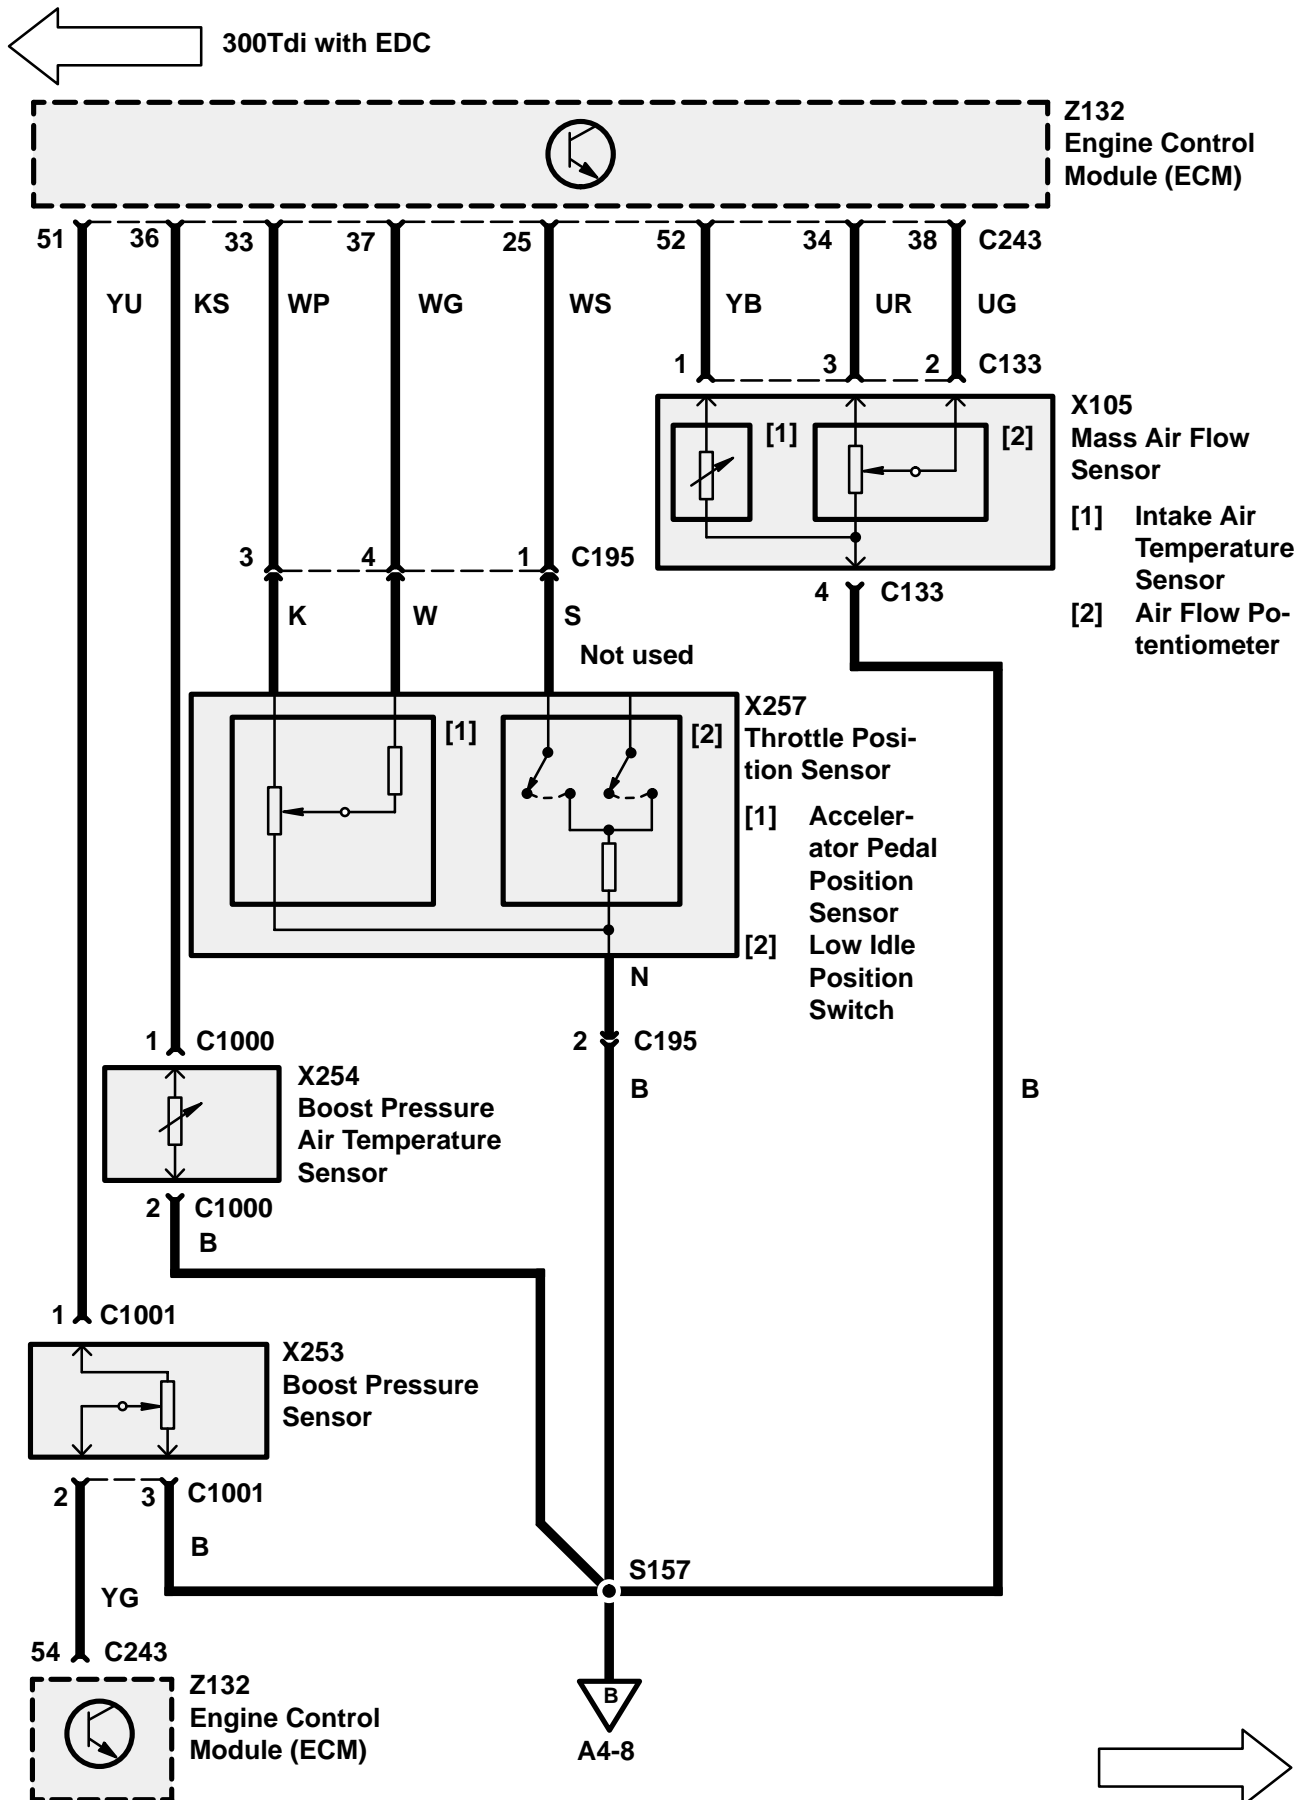 300Tdi with EDC
Z132
Engine Control
Module (ECM)
51 36 33 37 25 52 34 38 C243
YU KS WP WG WS YB UR UG
1 3 2 C133
X105
Mass Air Flow
Sensor
[1] [2]
[1] Intake Air
Temperature
Sensor
[2] Air Flow Po-
tentiometer
3 4 1 C195
4 C133
K W S
Not used
X257
Throttle Posi-
tion Sensor
[1] [2]
[1] Acceler-
ator Pedal
Position
Sensor
[2] Low Idle
Position
Switch
N
2 C195
B
B
1 C1000
X254
Boost Pressure
Air Temperature
Sensor
2 C1000
B
1 C1001
X253
Boost Pressure
Sensor
2 3 C1001
B
S157
YG
54 C243
Z132
Engine Control
Module (ECM)
B
A4-8